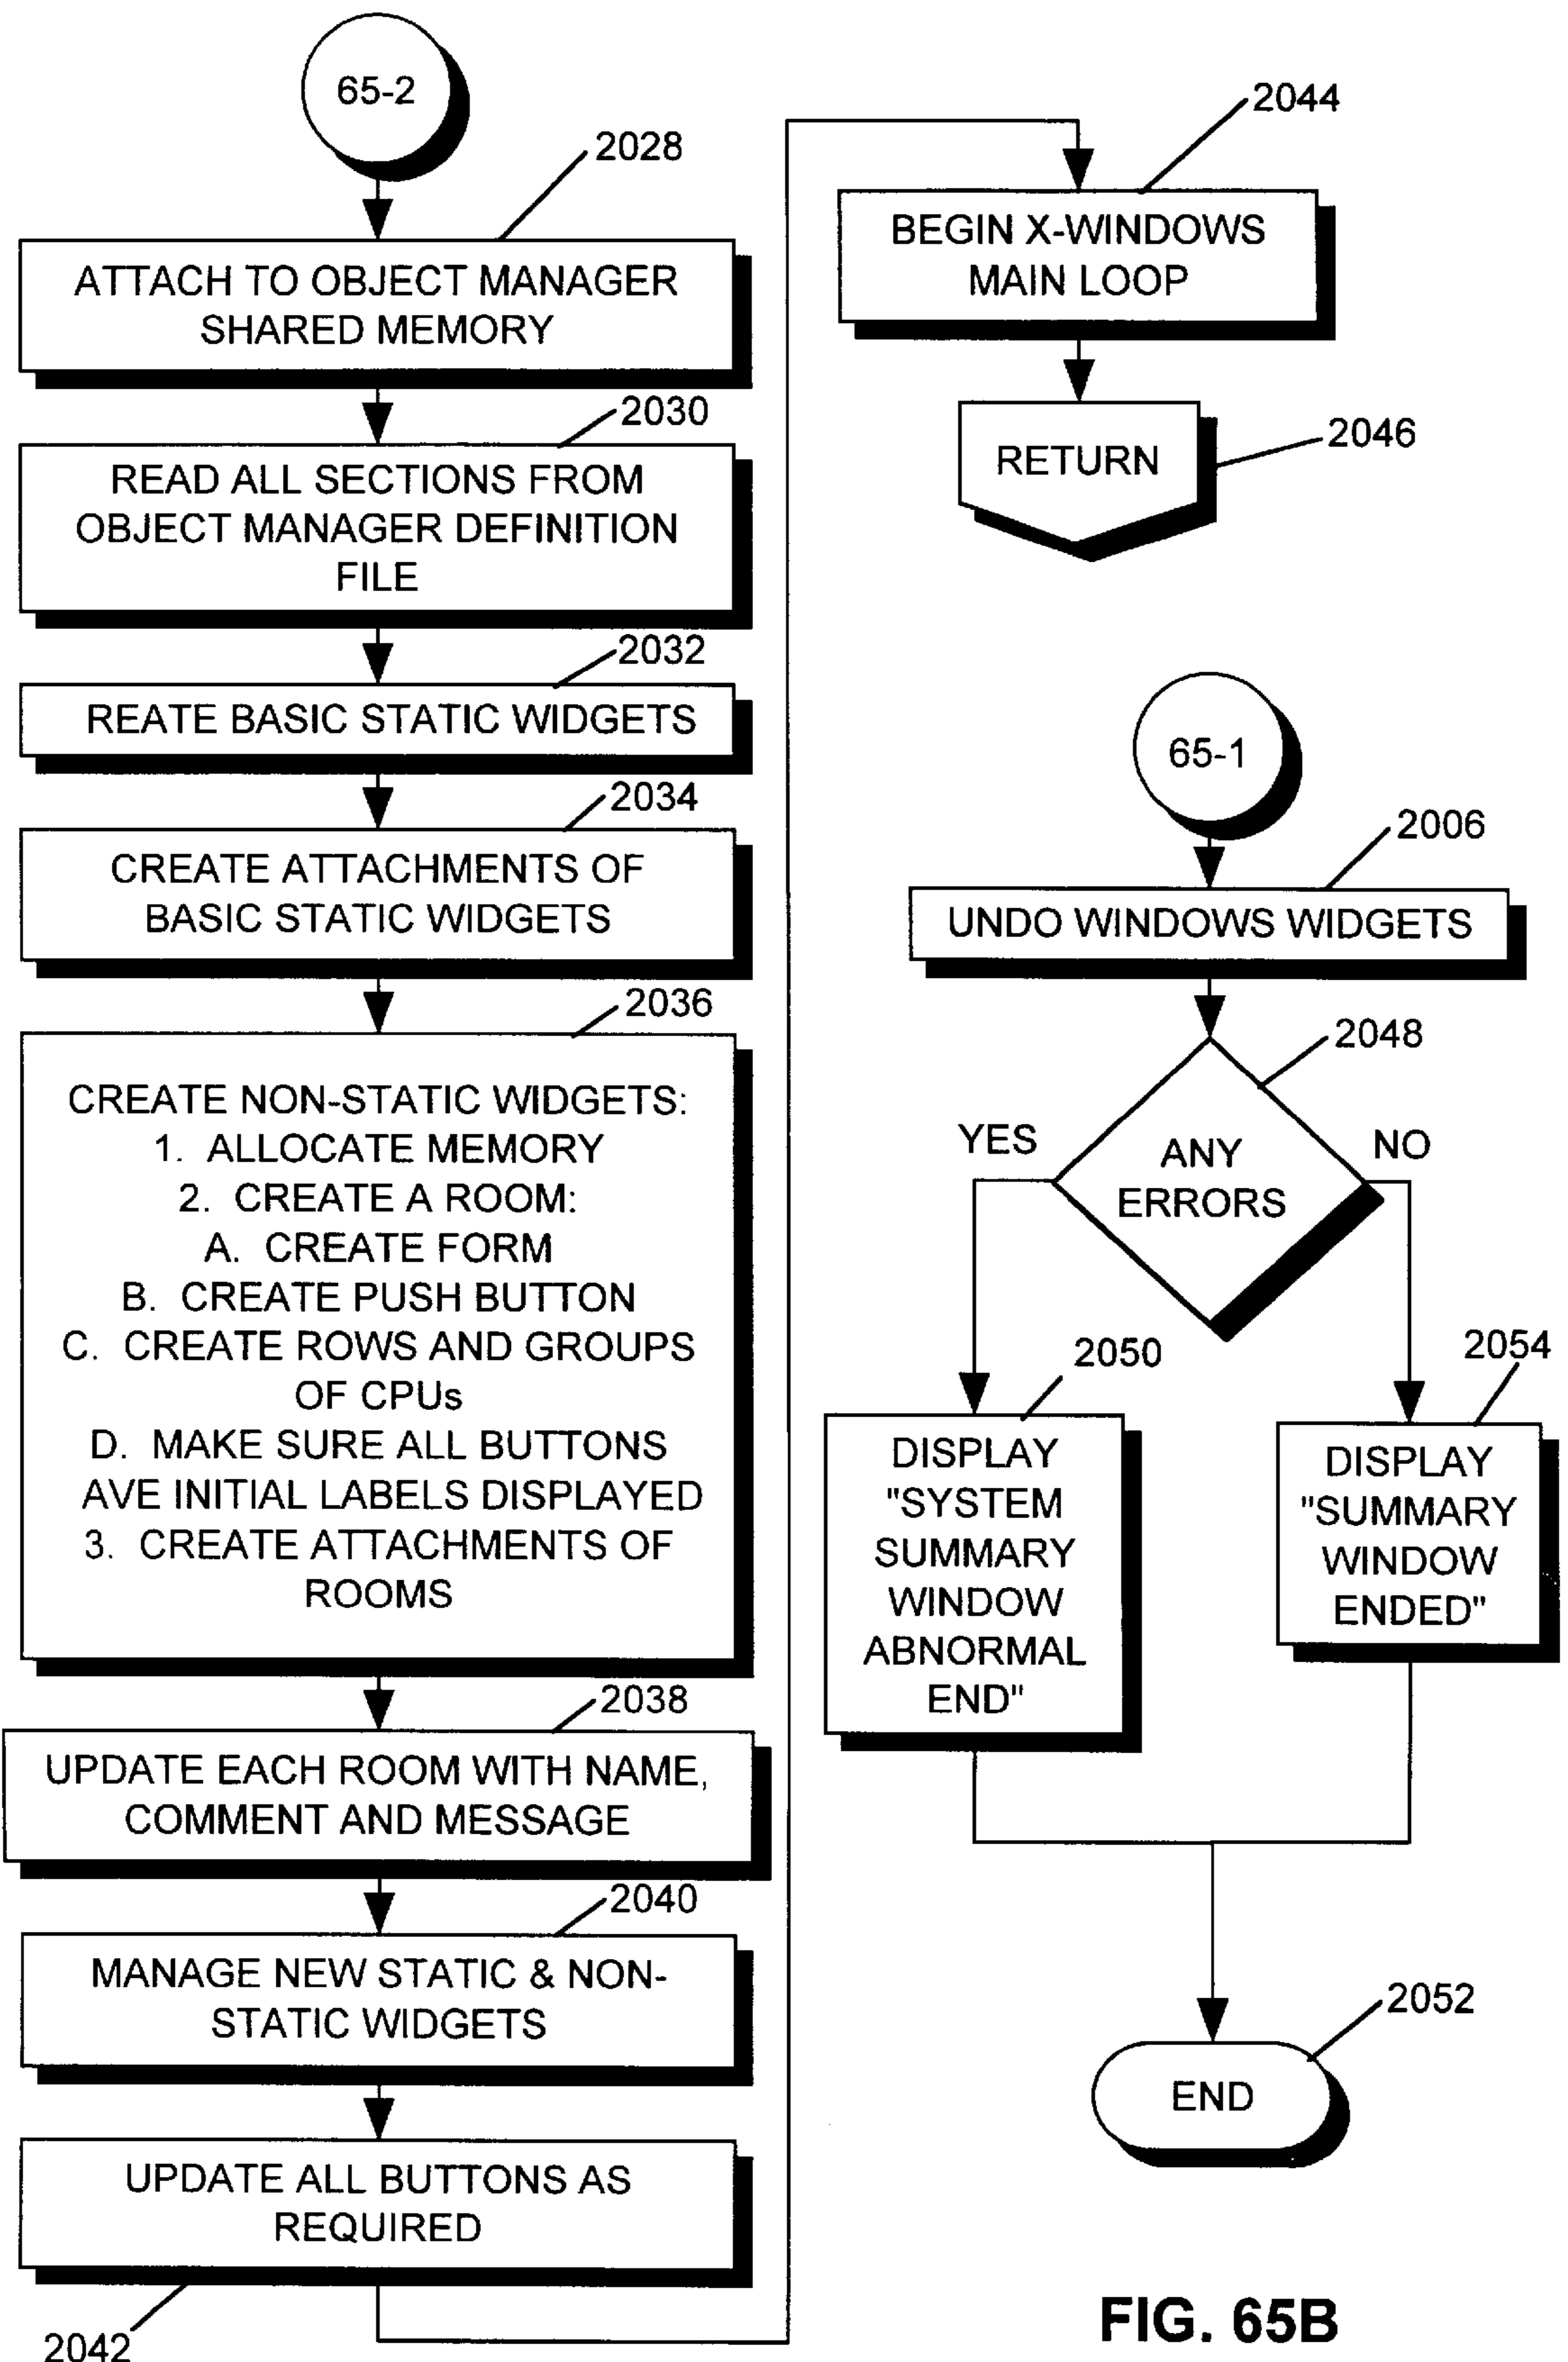 65-2
2028
ATTACH TO OBJECT MANAGER
SHARED MEMORY
2030
READ ALL SECTIONS FROM
OBJECT MANAGER DEFINITION
FILE
2032
REATE BASIC STATIC WIDGETS
2034
CREATE ATTACHMENTS OF
BASIC STATIC WIDGETS
2036
CREATE NON-STATIC WIDGETS:
1. ALLOCATE MEMORY
2. CREATE A ROOM:
A. CREATE FORM
B. CREATE PUSH BUTTON
C. CREATE ROWS AND GROUPS
OF CPUs
D. MAKE SURE ALL BUTTONS
AVE INITIAL LABELS DISPLAYED
3. CREATE ATTACHMENTS OF
ROOMS
2038
UPDATE EACH ROOM WITH NAME,
COMMENT AND MESSAGE
2040
MANAGE NEW STATIC & NON-
STATIC WIDGETS
UPDATE ALL BUTTONS AS
REQUIRED
2042
2044
BEGIN X-WINDOWS
MAIN LOOP
RETURN
2046
65-1
2006
UNDO WINDOWS WIDGETS
2048
YES
ANY
ERRORS
NO
2050
DISPLAY
"SYSTEM
SUMMARY
WINDOW
ABNORMAL
END"
2054
DISPLAY
"SUMMARY
WINDOW
ENDED"
2052
END
FIG. 65B